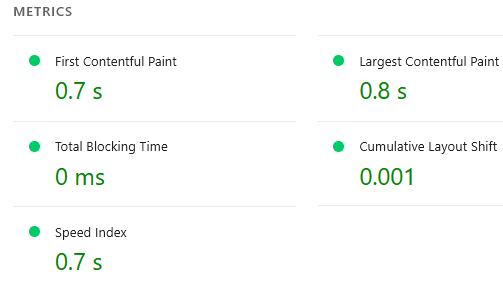 METRICS
First Contentful Paint
0.7 s
Largest Contentful Paint
0.8 s
Total Blocking Time
0 ms
Cumulative Layout Shift
0.001
Speed Index
0.7 s